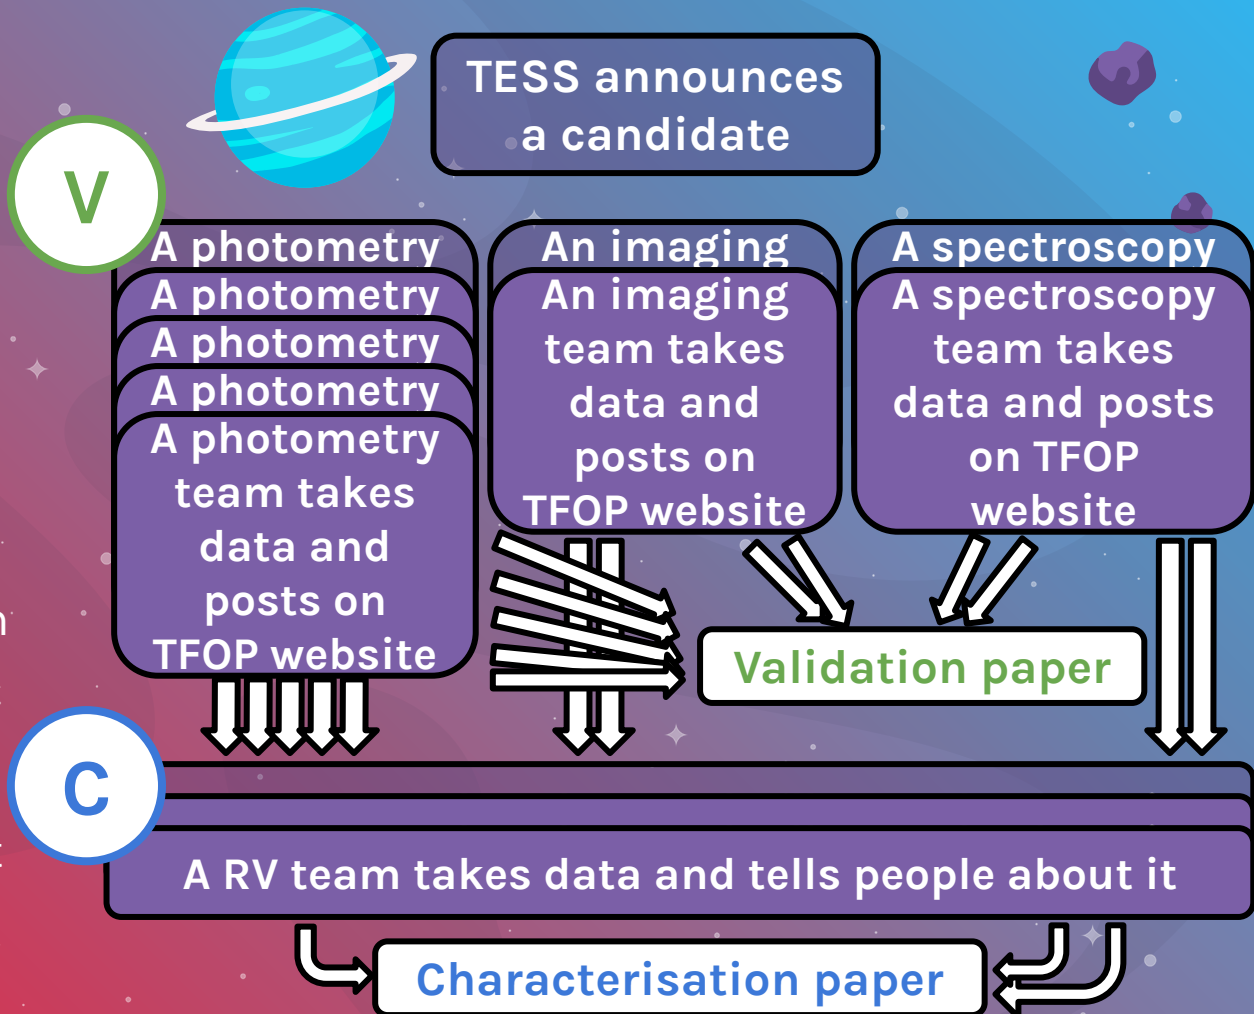 TESS announces
a candidate
V
A photometry
A photometry
A photometry
A photometry
A photometry
team takes
data and
posts on
TFOP website
An imaging
An imaging
team takes
data and
posts on
TFOP website
A spectroscopy
A spectroscopy
team takes
data and posts
on TFOP
website
Validation paper
C
A RV team takes data and tells people about it
Characterisation paper